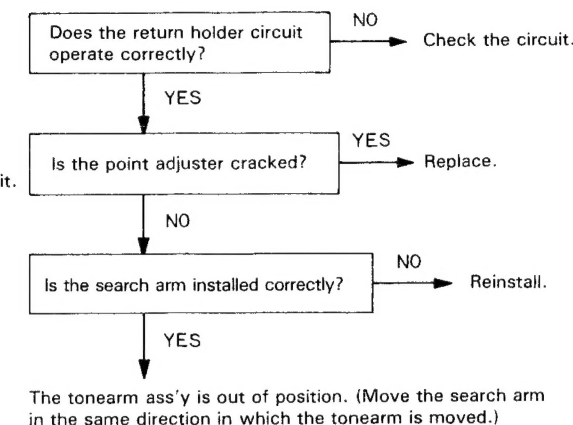 Does the return holder circuit
operate correctly?
NO
Check the circuit.
YES
it.
Is the point adjuster cracked?
YES
Replace.
NO
Is the search arm installed correctly?
NO
Reinstall.
YES
The tonearm ass'y is out of position. (Move the search arm
in the same direction in which the tonearm is moved.)